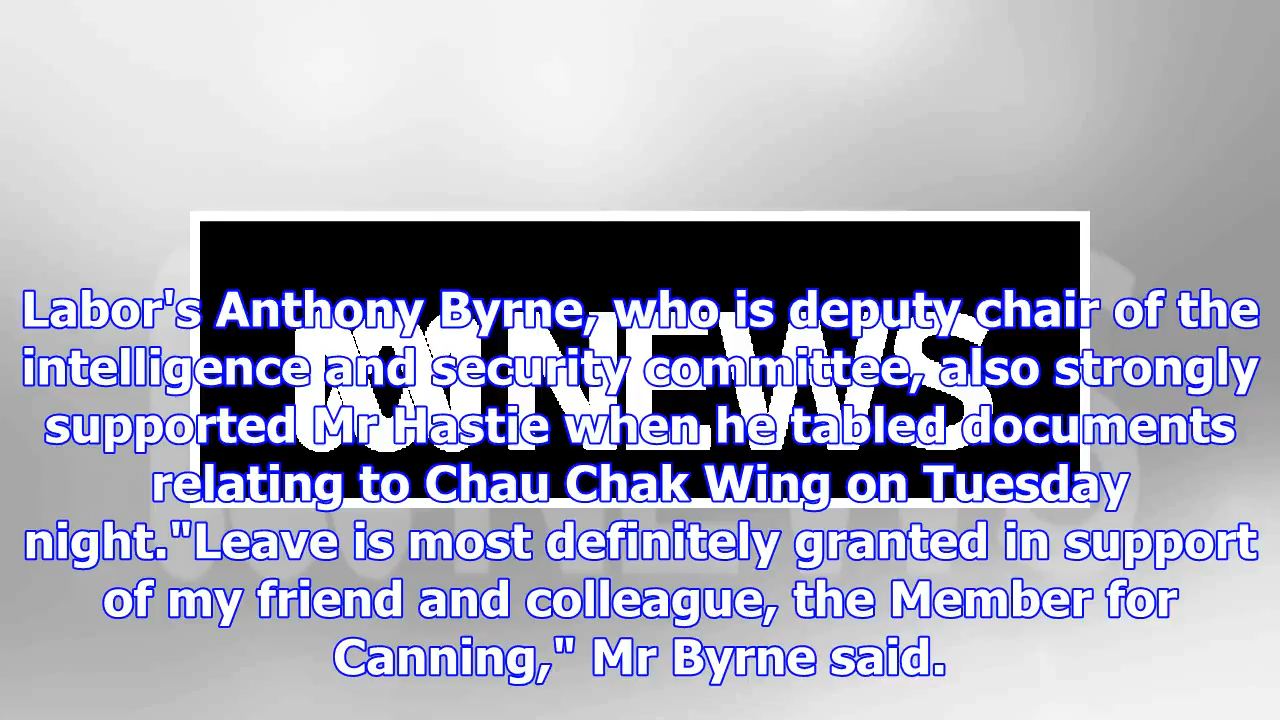 NEWS
Labor's Anthony Byrne, who is deputy chair of the
intelligence and security committee, also strongly
supported Mr Hastie when he tabled documents
relating to Chau Chak Wing on Tuesday
night."Leave is most definitely granted in support
of my friend and colleague, the Member for
Canning," Mr Byrne said.